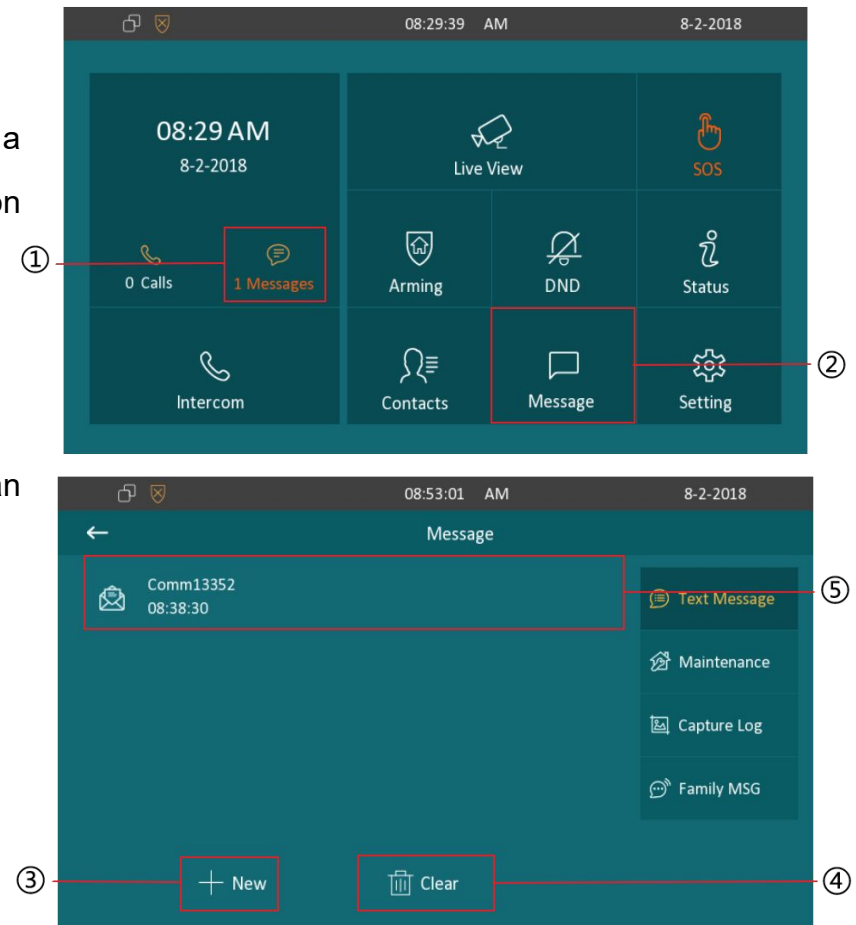 08:29:39 AM 8-2-2018
08:29 AM
8-2-2018
Live View
SOS
a
on
①
0 Calls
1 Messages
Arming
DND
Status
②
Intercom
Contacts
Message
Setting
an
08:53:01 AM 8-2-2018
Message
Comm13352
08:38:30
⑤
Text Message
Maintenance
Capture Log
Family MSG
③
New
Clear
④